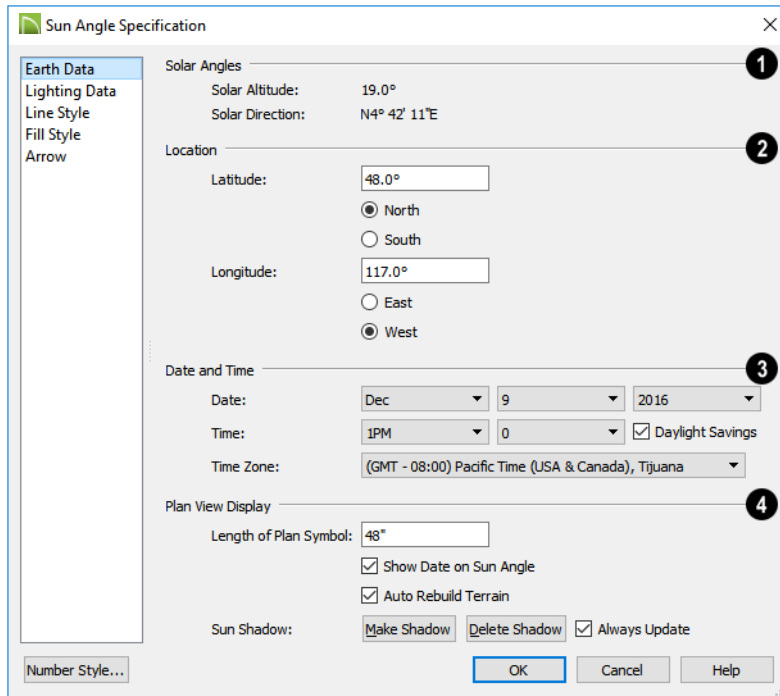 Sun Angle Specification
Earth Data
Lighting Data
Line Style
Fill Style
Arrow
Solar Angles
1
Solar Altitude: 19.0°
Solar Direction: N4° 42' 11"E
Location
2
Latitude: 48.0°
North
South
Longitude: 117.0°
East
West
Date and Time
3
Date: Dec 9 2016
Time: 1PM 0 Daylight Savings
Time Zone: (GMT - 08:00) Pacific Time (USA & Canada), Tijuana
Plan View Display
4
Length of Plan Symbol: 48"
Show Date on Sun Angle
Auto Rebuild Terrain
Sun Shadow: Make Shadow Delete Shadow Always Update
Number Style... OK Cancel Help